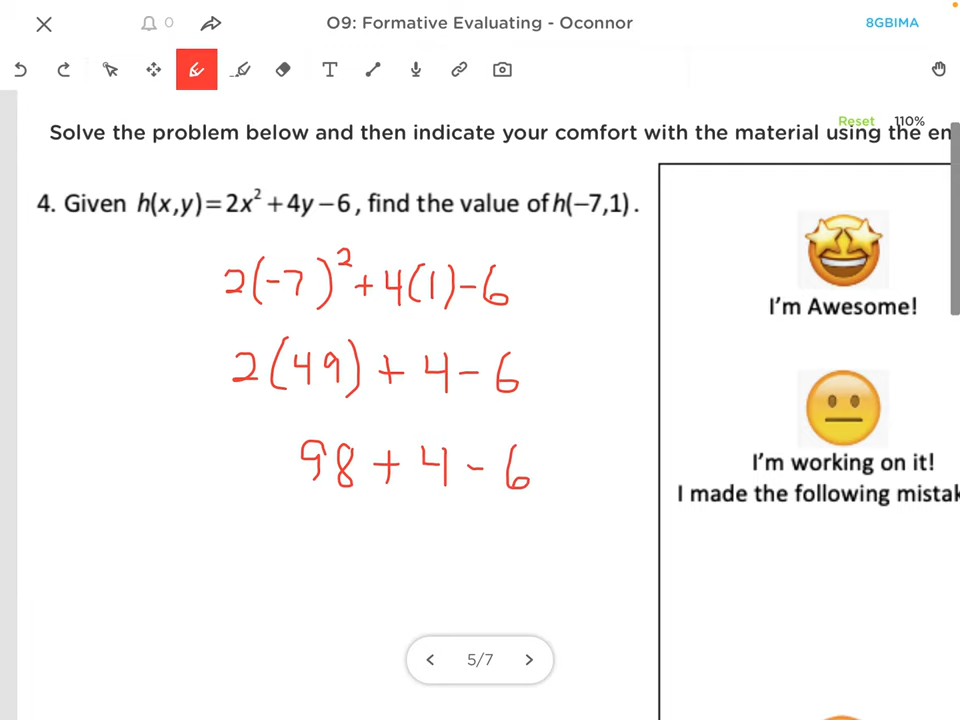 0
O9: Formative Evaluating - Oconnor
8GBIMA
T
Reset 110%
Solve the problem below and then indicate your comfort with the material using the en
4. Given h(x,y)=2x²+4y−6, find the value of h(−7,1).
2(-7)²+4(1)-6
I'm Awesome!
2(49)+4-6
98+4-6
I'm working on it!
I made the following mistak
5/7